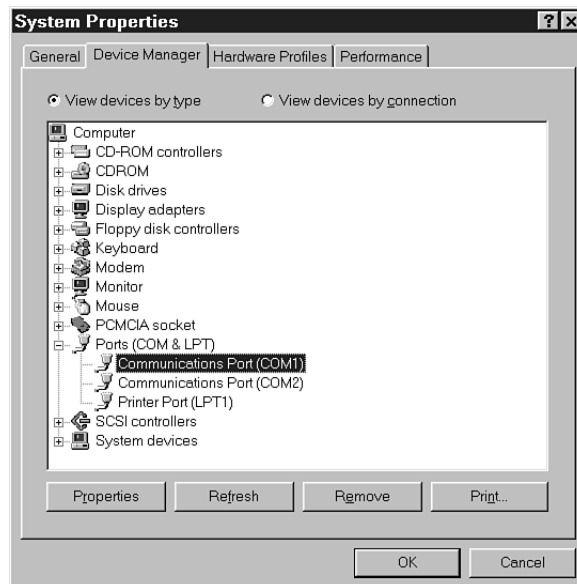 System Properties
General Device Manager Hardware Profiles Performance
View devices by type View devices by connection
Computer
CD-ROM controllers
CDROM
Disk drives
Display adapters
Floppy disk controllers
Keyboard
Modem
Monitor
Mouse
PCMCIA socket
Ports (COM & LPT)
Communications Port (COM1)
Communications Port (COM2)
Printer Port (LPT1)
SCSI controllers
System devices
Properties Refresh Remove Print...
OK Cancel